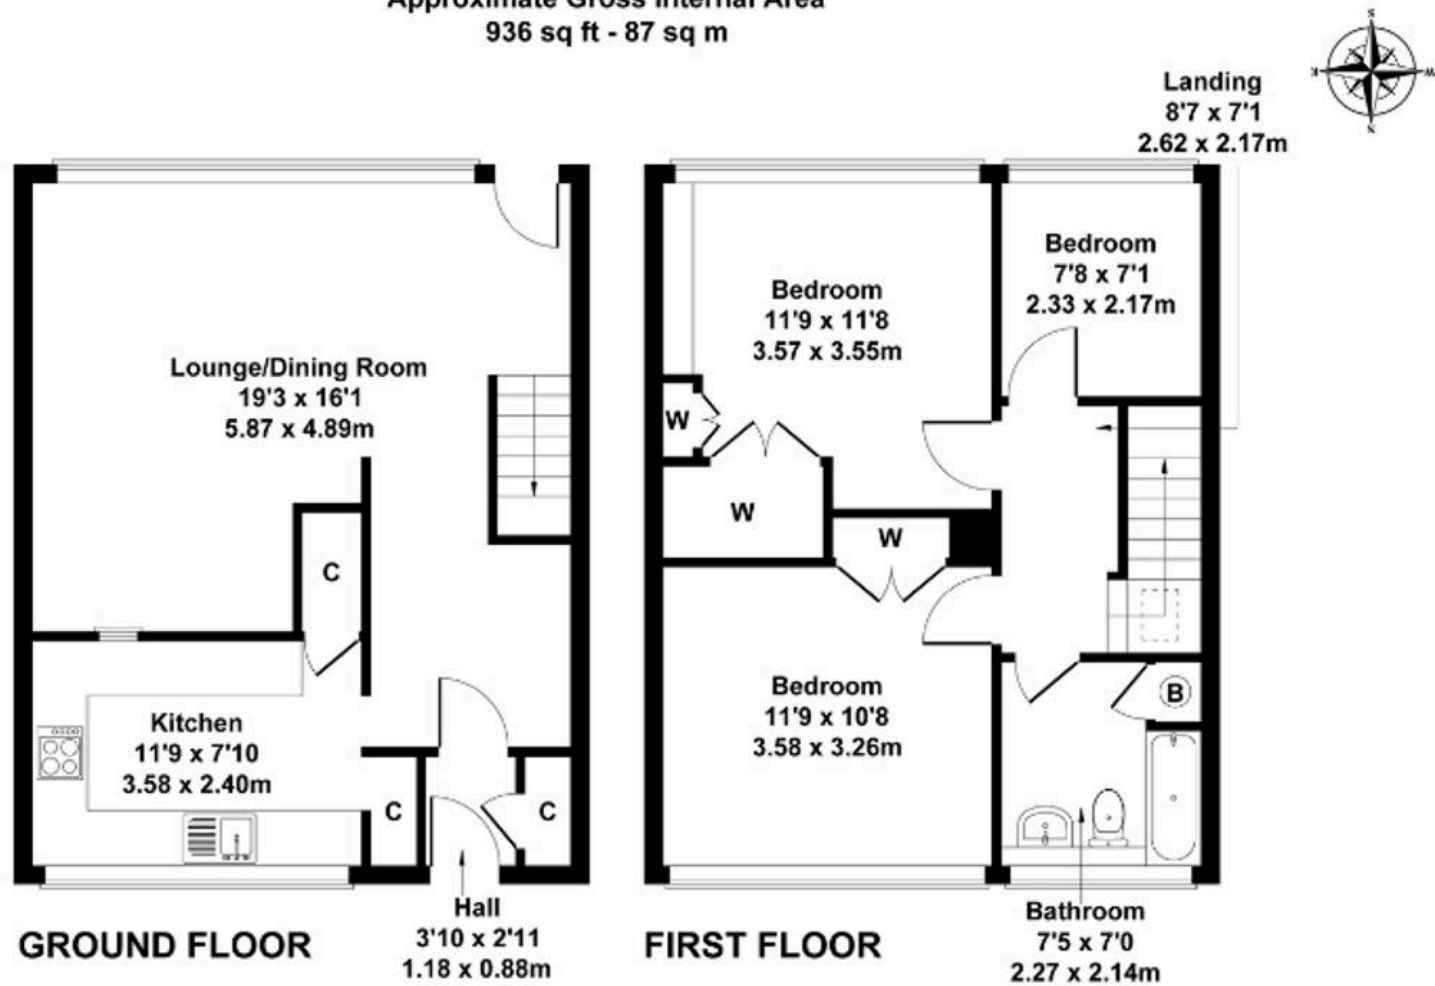 Approximate Gross Internal Area
936 sq ft - 87 sq m
S
W
N
Landing
8'7 x 7'1
2.62 x 2.17m
Lounge/Dining Room
19'3 x 16'1
5.87 x 4.89m
C
Kitchen
11'9 x 7'10
3.58 x 2.40m
C
C
Hall
3'10 x 2'11
1.18 x 0.88m
GROUND FLOOR
Bedroom
11'9 x 11'8
3.57 x 3.55m
Bedroom
7'8 x 7'1
2.33 x 2.17m
W
W
W
Bedroom
11'9 x 10'8
3.58 x 3.26m
B
Bathroom
7'5 x 7'0
2.27 x 2.14m
FIRST FLOOR